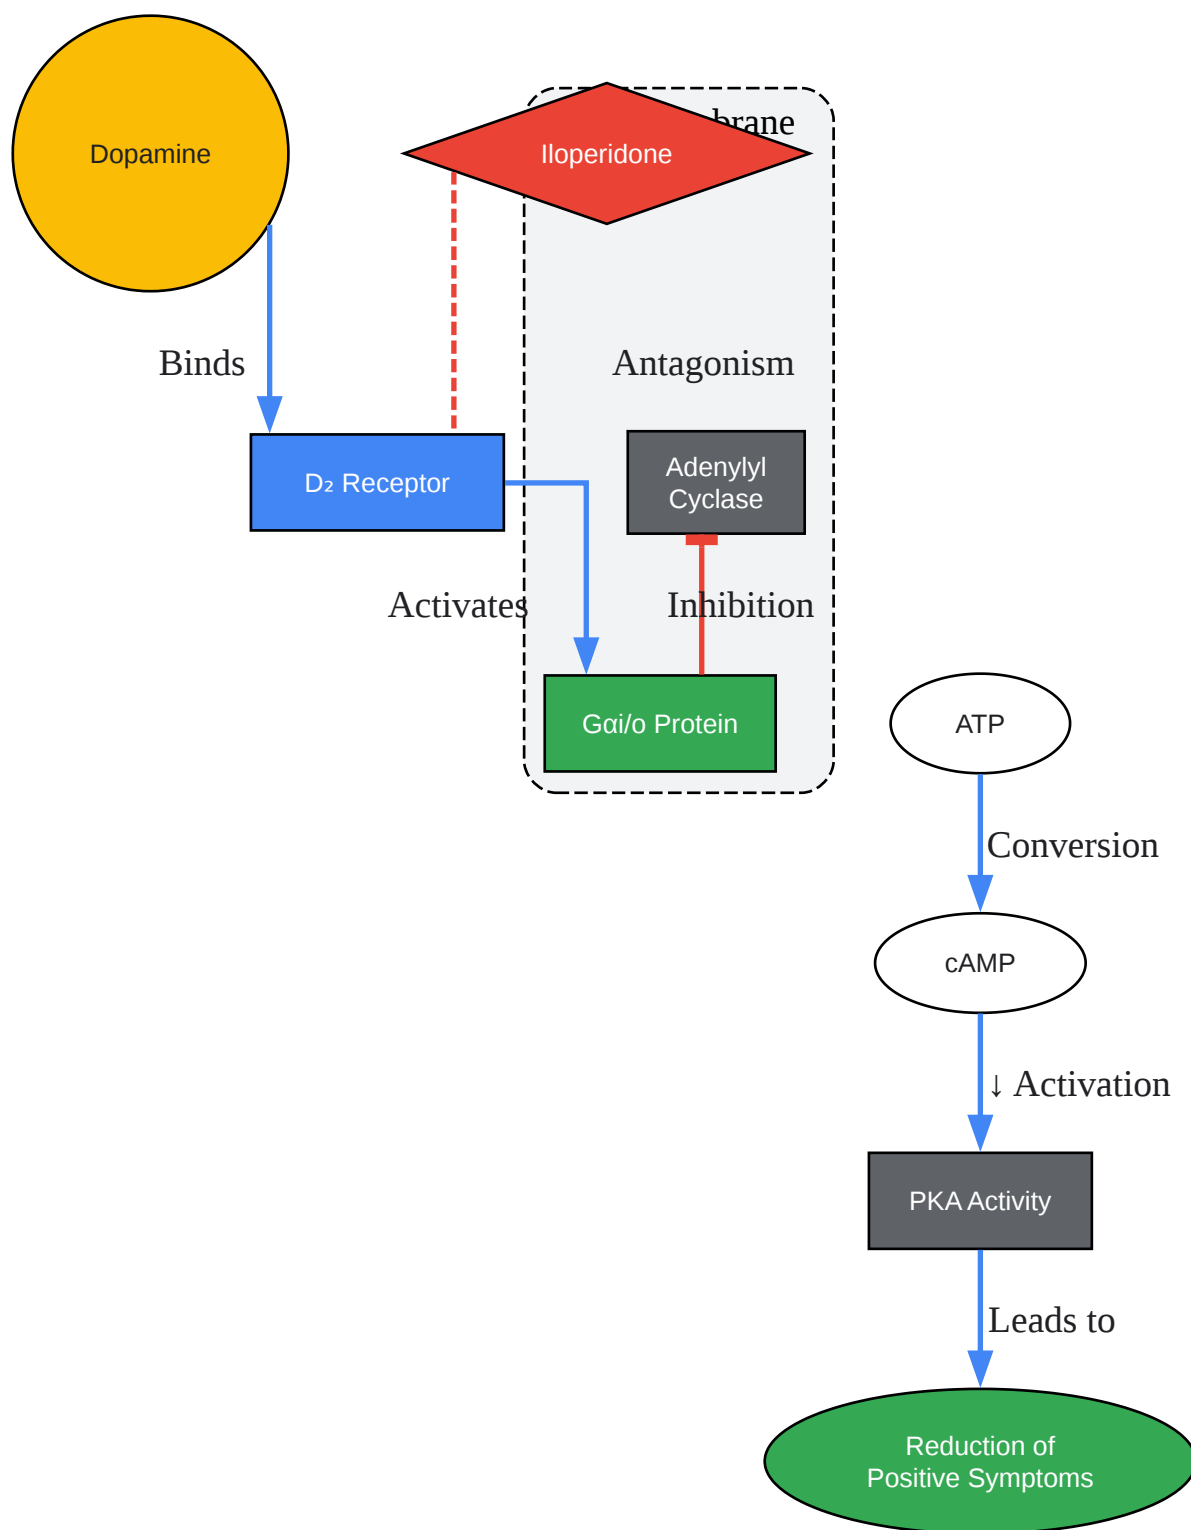 Dopamine
Iloperidone
Binds
Antagonism
D₂ Receptor
Adenylyl
Cyclase
Activates
Inhibition
Gαi/o Protein
ATP
Conversion
cAMP
↓ Activation
PKA Activity
Leads to
Reduction of
Positive Symptoms